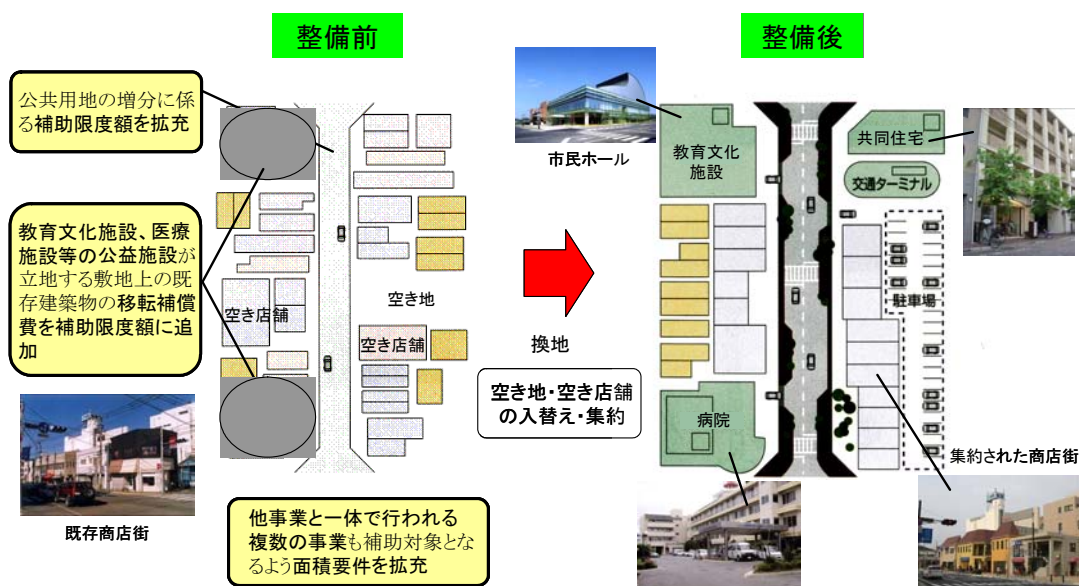 整備前
整備後
公共用地の増分に係
る補助限度額を拡充
教育文化施設、医療
施設等の公益施設が
立地する敷地上の既
存建築物の移転補償
費を補助限度額に追
加
空き店舗
空き地
空き店舗
既存商店街
他事業と一体で行われる
複数の事業も補助対象とな
るよう面積要件を拡充
換地
空き地・空き店舗
の入替え・集約
市民ホール
教育文化
施設
共同住宅
交通ターミナル
駐車場
病院
集約された商店街